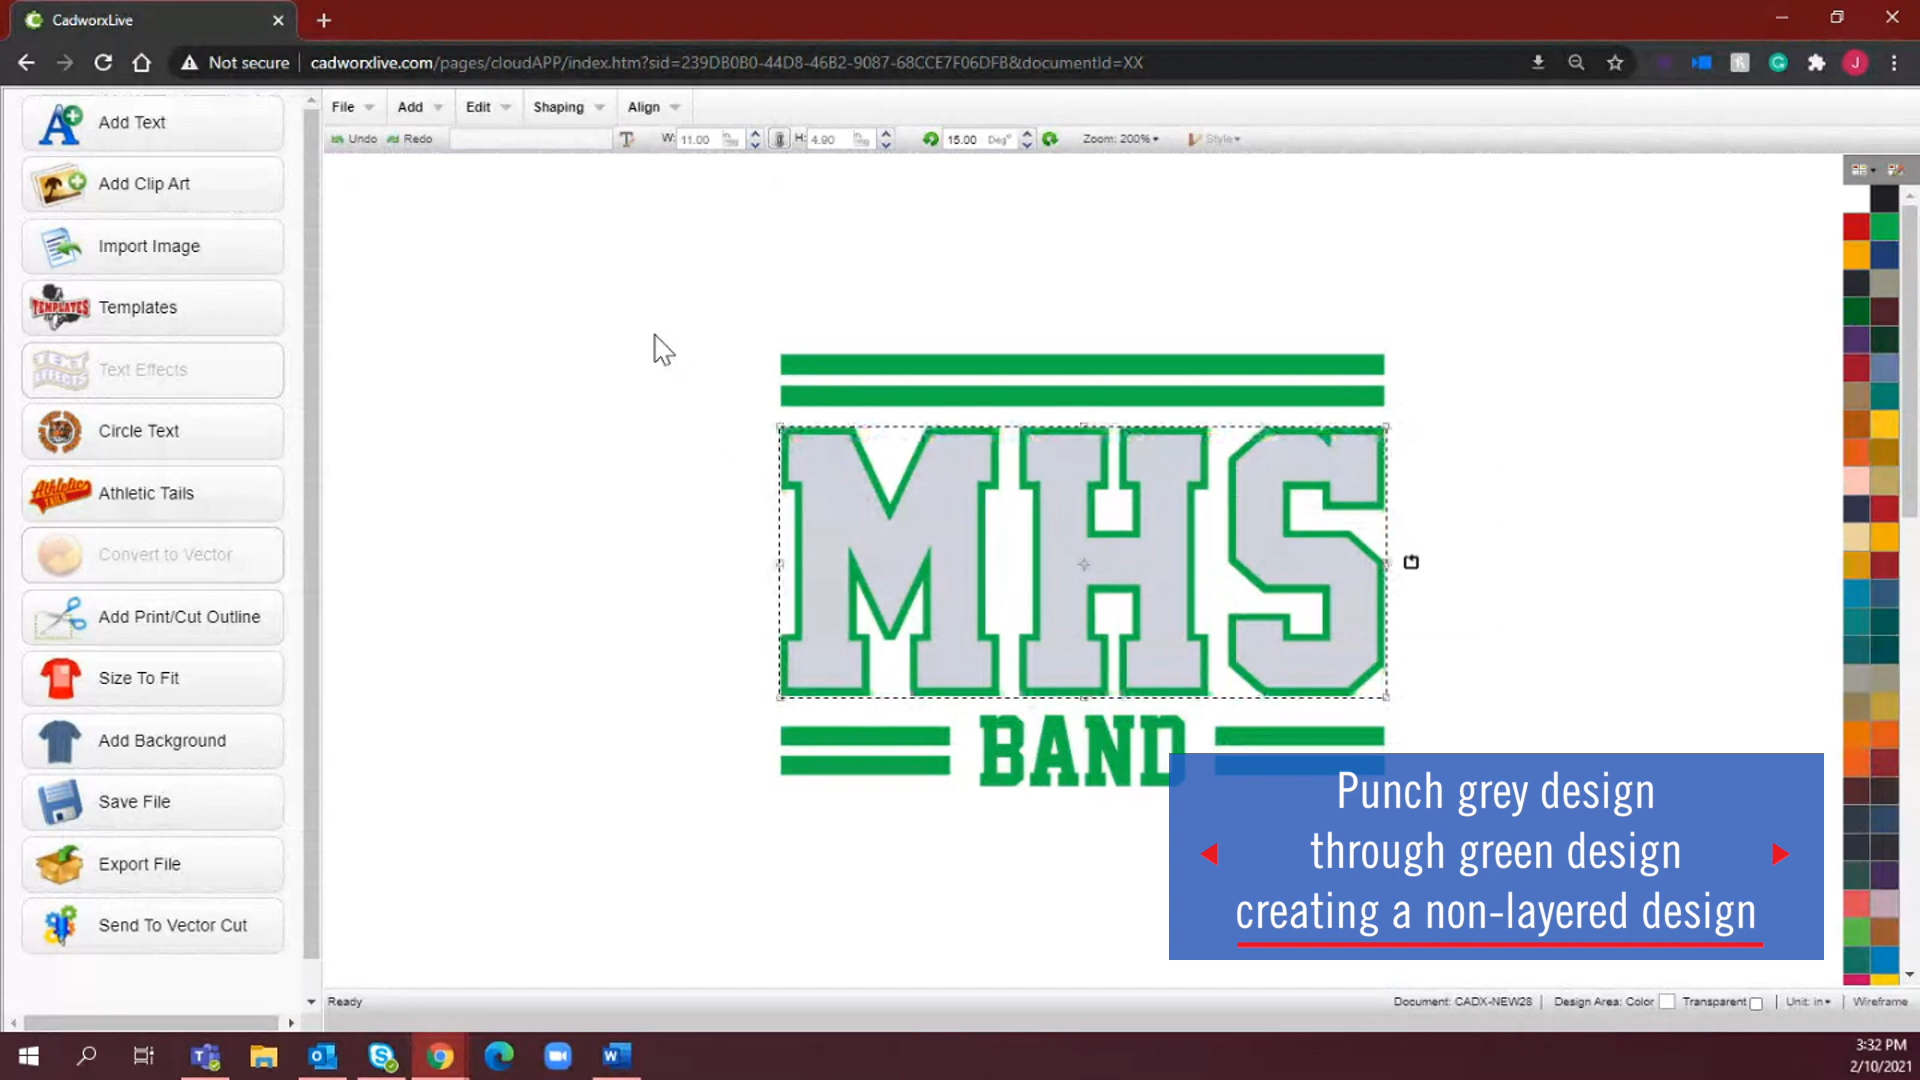 CadworxLive
Not secure
cadworxlive.com/pages/cloudAPP/index.htm?sid=239DB0B0-44D8-46B2-9087-68CCE7F06DFB&documentId=XX
J
File Add Edit Shaping Align
Undo Redo W: 11.00 H: 4.90 15.00 Deg° Zoom: 200% Style
Add Text
Add Clip Art
Import Image
TEMPLATES Templates
Text Effects
Circle Text
Athletic Athletic Tails
Convert to Vector
Add Print/Cut Outline
Size To Fit
Add Background
Save File
Export File
Send To Vector Cut
MHS
BAND
Punch grey design
through green design
creating a non-layered design
Ready Document: CADX-NEW28 Design Area: Color Transparent Unit: in Wireframe
3:32 PM
2/10/2021